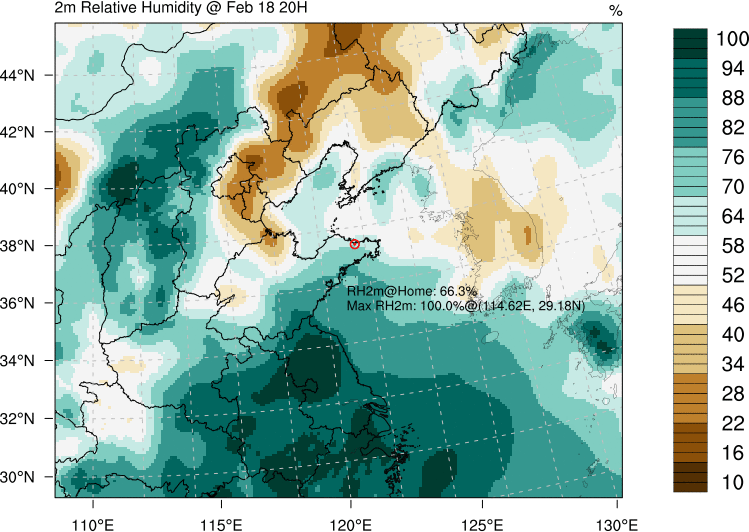 2m Relative Humidity @ Feb 18 20H
%
44°N
42°N
40°N
38°N
36°N
34°N
32°N
30°N
RH2m@Home: 66.3%
Max RH2m: 100.0%@(114.62E, 29.18N)
110°E 115°E 120°E 125°E 130°E
100
94
88
82
76
70
64
58
52
46
40
34
28
22
16
10